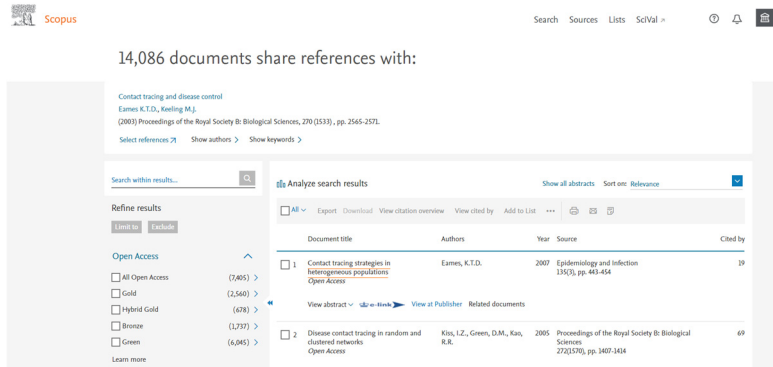 Scopus
Search Sources Lists SciVal ↗
14,086 documents share references with:
Contact tracing and disease control
Eames K.T.D., Keeling M.J.
(2003) Proceedings of the Royal Society B: Biological Sciences, 270 (1533) , pp. 2565-2571.
Select references Show authors Show keywords
Search within results...
Analyze search results
Show all abstracts Sort on: Relevance
Refine results
Limit to Exclude
All Export Download View citation overview View cited by Add to List •••
Document title Authors Year Source Cited by
Open Access
All Open Access (7,405)
Gold (2,560)
Hybrid Gold (678)
Bronze (1,737)
Green (6,045)
Learn more
1 Contact tracing strategies in Eames, K.T.D. 2007 Epidemiology and Infection 19
heterogeneous populations 135(3), pp. 443-454
Open Access
View abstract e-link View at Publisher Related documents
2 Disease contact tracing in random and Kiss, I.Z., Green, D.M., Kao, 2005 Proceedings of the Royal Society B: Biological 69
clustered networks R.R. Sciences
Open Access 272(1570), pp. 1407-1414